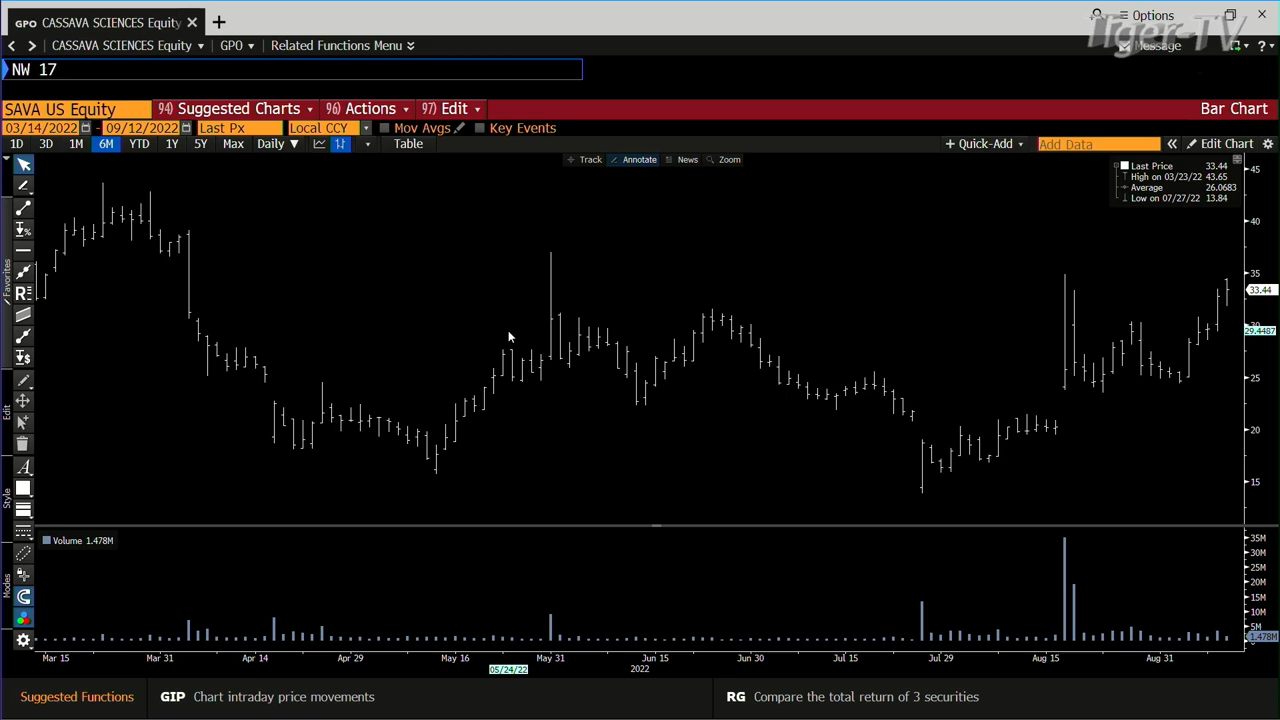 GPO CASSAVA SCIENCES Equity
Options
CASSAVA SCIENCES Equity GPO Related Functions Menu Message ?
Tiger-TV
NW 17
SAVA US Equity 94) Suggested Charts 96) Actions 97) Edit Bar Chart
03/14/2022 - 09/12/2022 Last Px Local CCY Mov Avgs Key Events
1D 3D 1M 6M YTD 1Y 5Y Max Daily Table + Quick-Add Add Data Edit Chart
Track Annotate News Zoom
Last Price 33.44
High on 03/23/22 43.65
Average 26.0683
Low on 07/27/22 13.84
45
40
35
33.44
30
29.4487
25
20
15
Favorites
Edit
Style
Modes
Volume 1.478M
35M
30M
25M
20M
15M
10M
5M
1.478M
Mar 15 Mar 31 Apr 14 Apr 29 May 16 May 31 Jun 15 Jun 30 Jul 15 Jul 29 Aug 15 Aug 31
05/24/22 2022
Suggested Functions GIP Chart intraday price movements RG Compare the total return of 3 securities